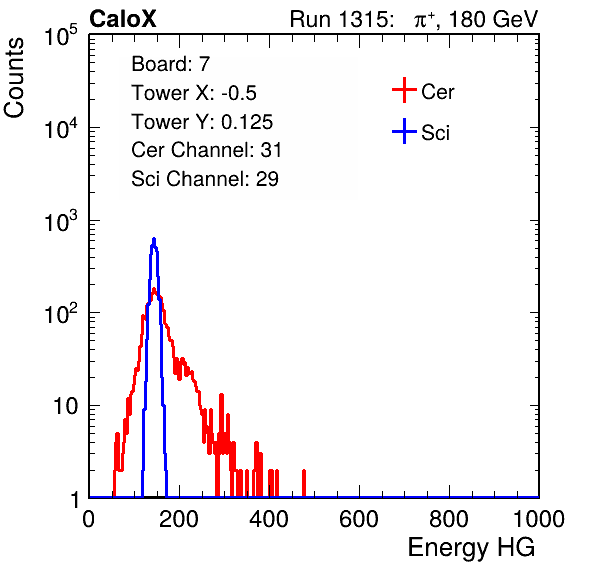 CaloX Run 1315: π⁺, 180 GeV
Board: 7
Tower X: -0.5
Tower Y: 0.125
Cer Channel: 31
Sci Channel: 29
Cer
Sci
Counts
10⁵
10⁴
10³
10²
10
1
0 200 400 600 800 1000
Energy HG